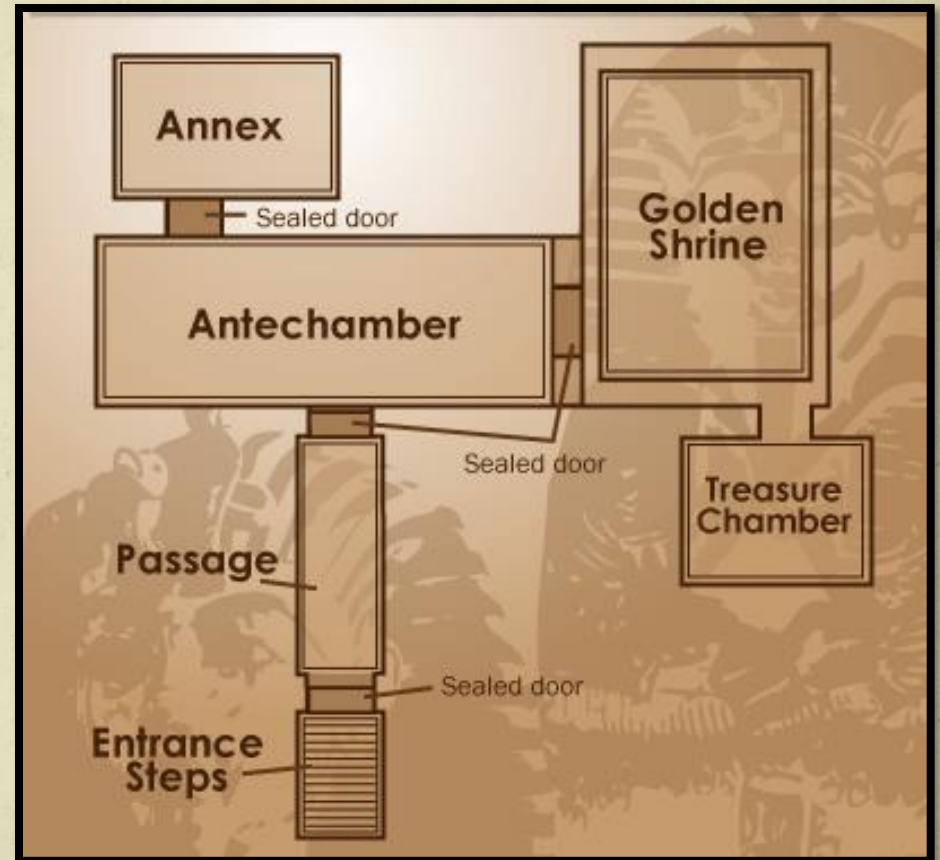 Annex
Sealed door
Golden
Shrine
Antechamber
Sealed door
Treasure
Chamber
Passage
Sealed door
Entrance
Steps